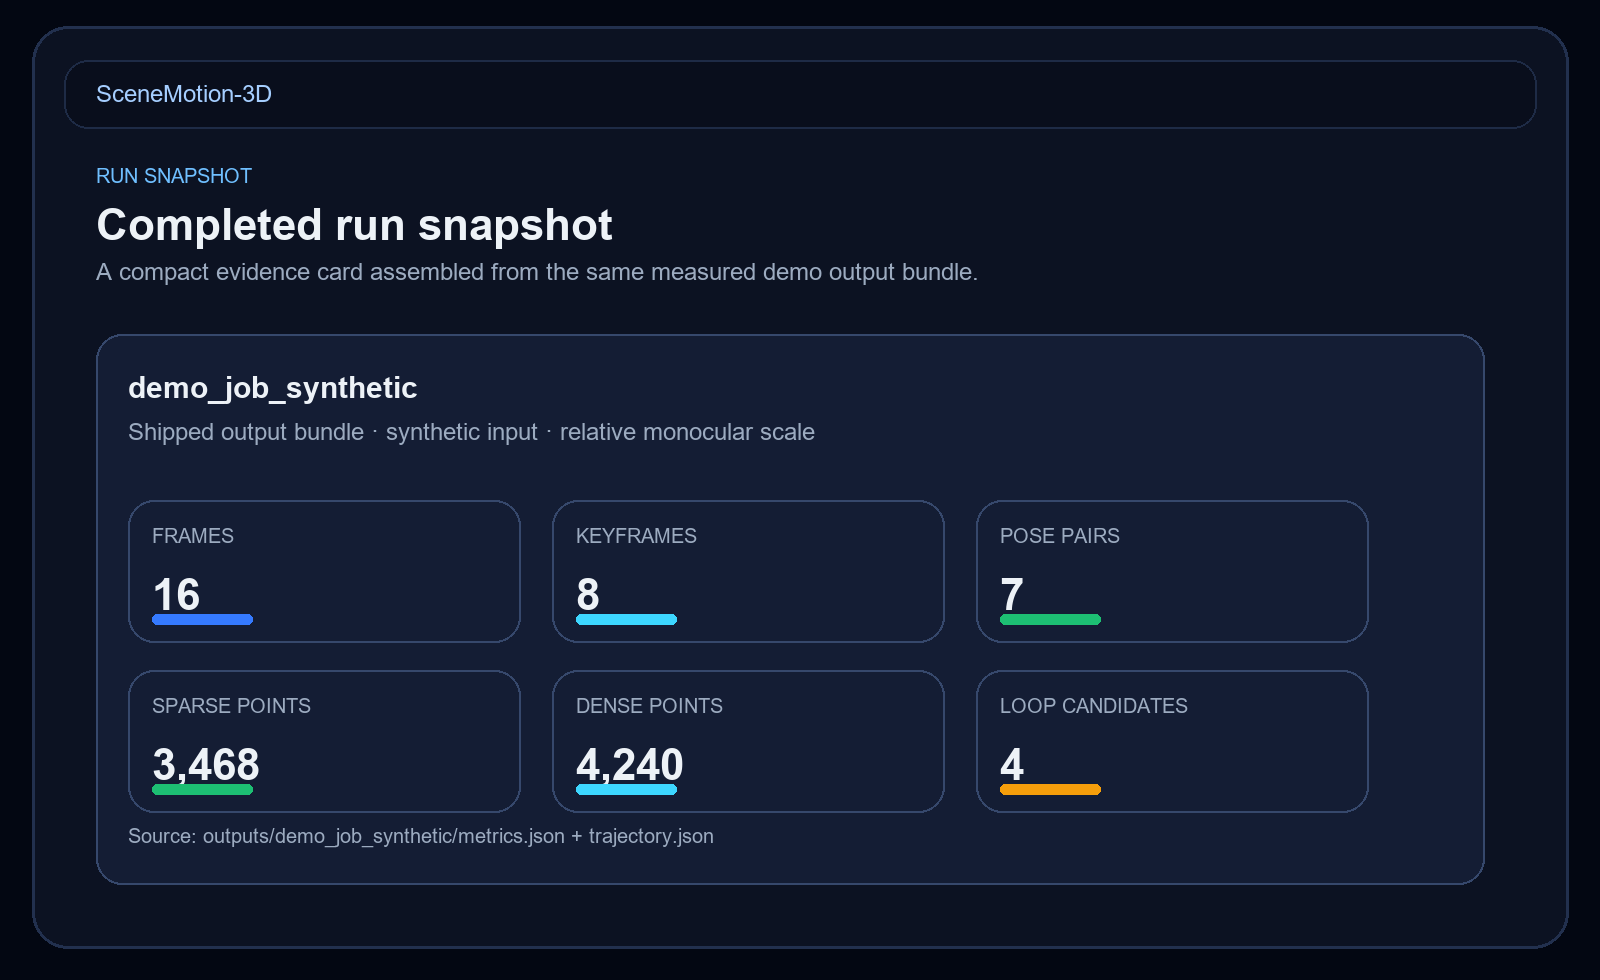 SceneMotion-3D
RUN SNAPSHOT
Completed run snapshot
A compact evidence card assembled from the same measured demo output bundle.
demo_job_synthetic
Shipped output bundle · synthetic input · relative monocular scale
FRAMES
16
KEYFRAMES
8
POSE PAIRS
7
SPARSE POINTS
3,468
DENSE POINTS
4,240
LOOP CANDIDATES
4
Source: outputs/demo_job_synthetic/metrics.json + trajectory.json